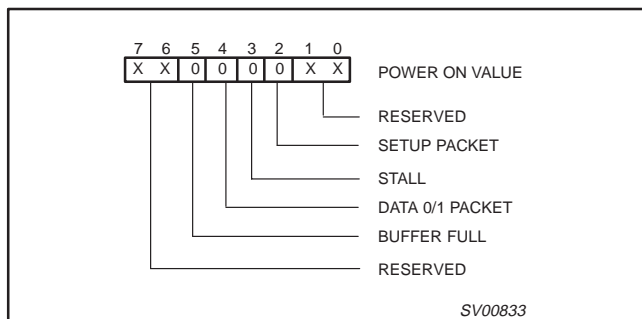 7 6 5 4 3 2 1 0
X X 0 0 0 0 X X POWER ON VALUE
RESERVED
SETUP PACKET
STALL
DATA 0/1 PACKET
BUFFER FULL
RESERVED
SV00833